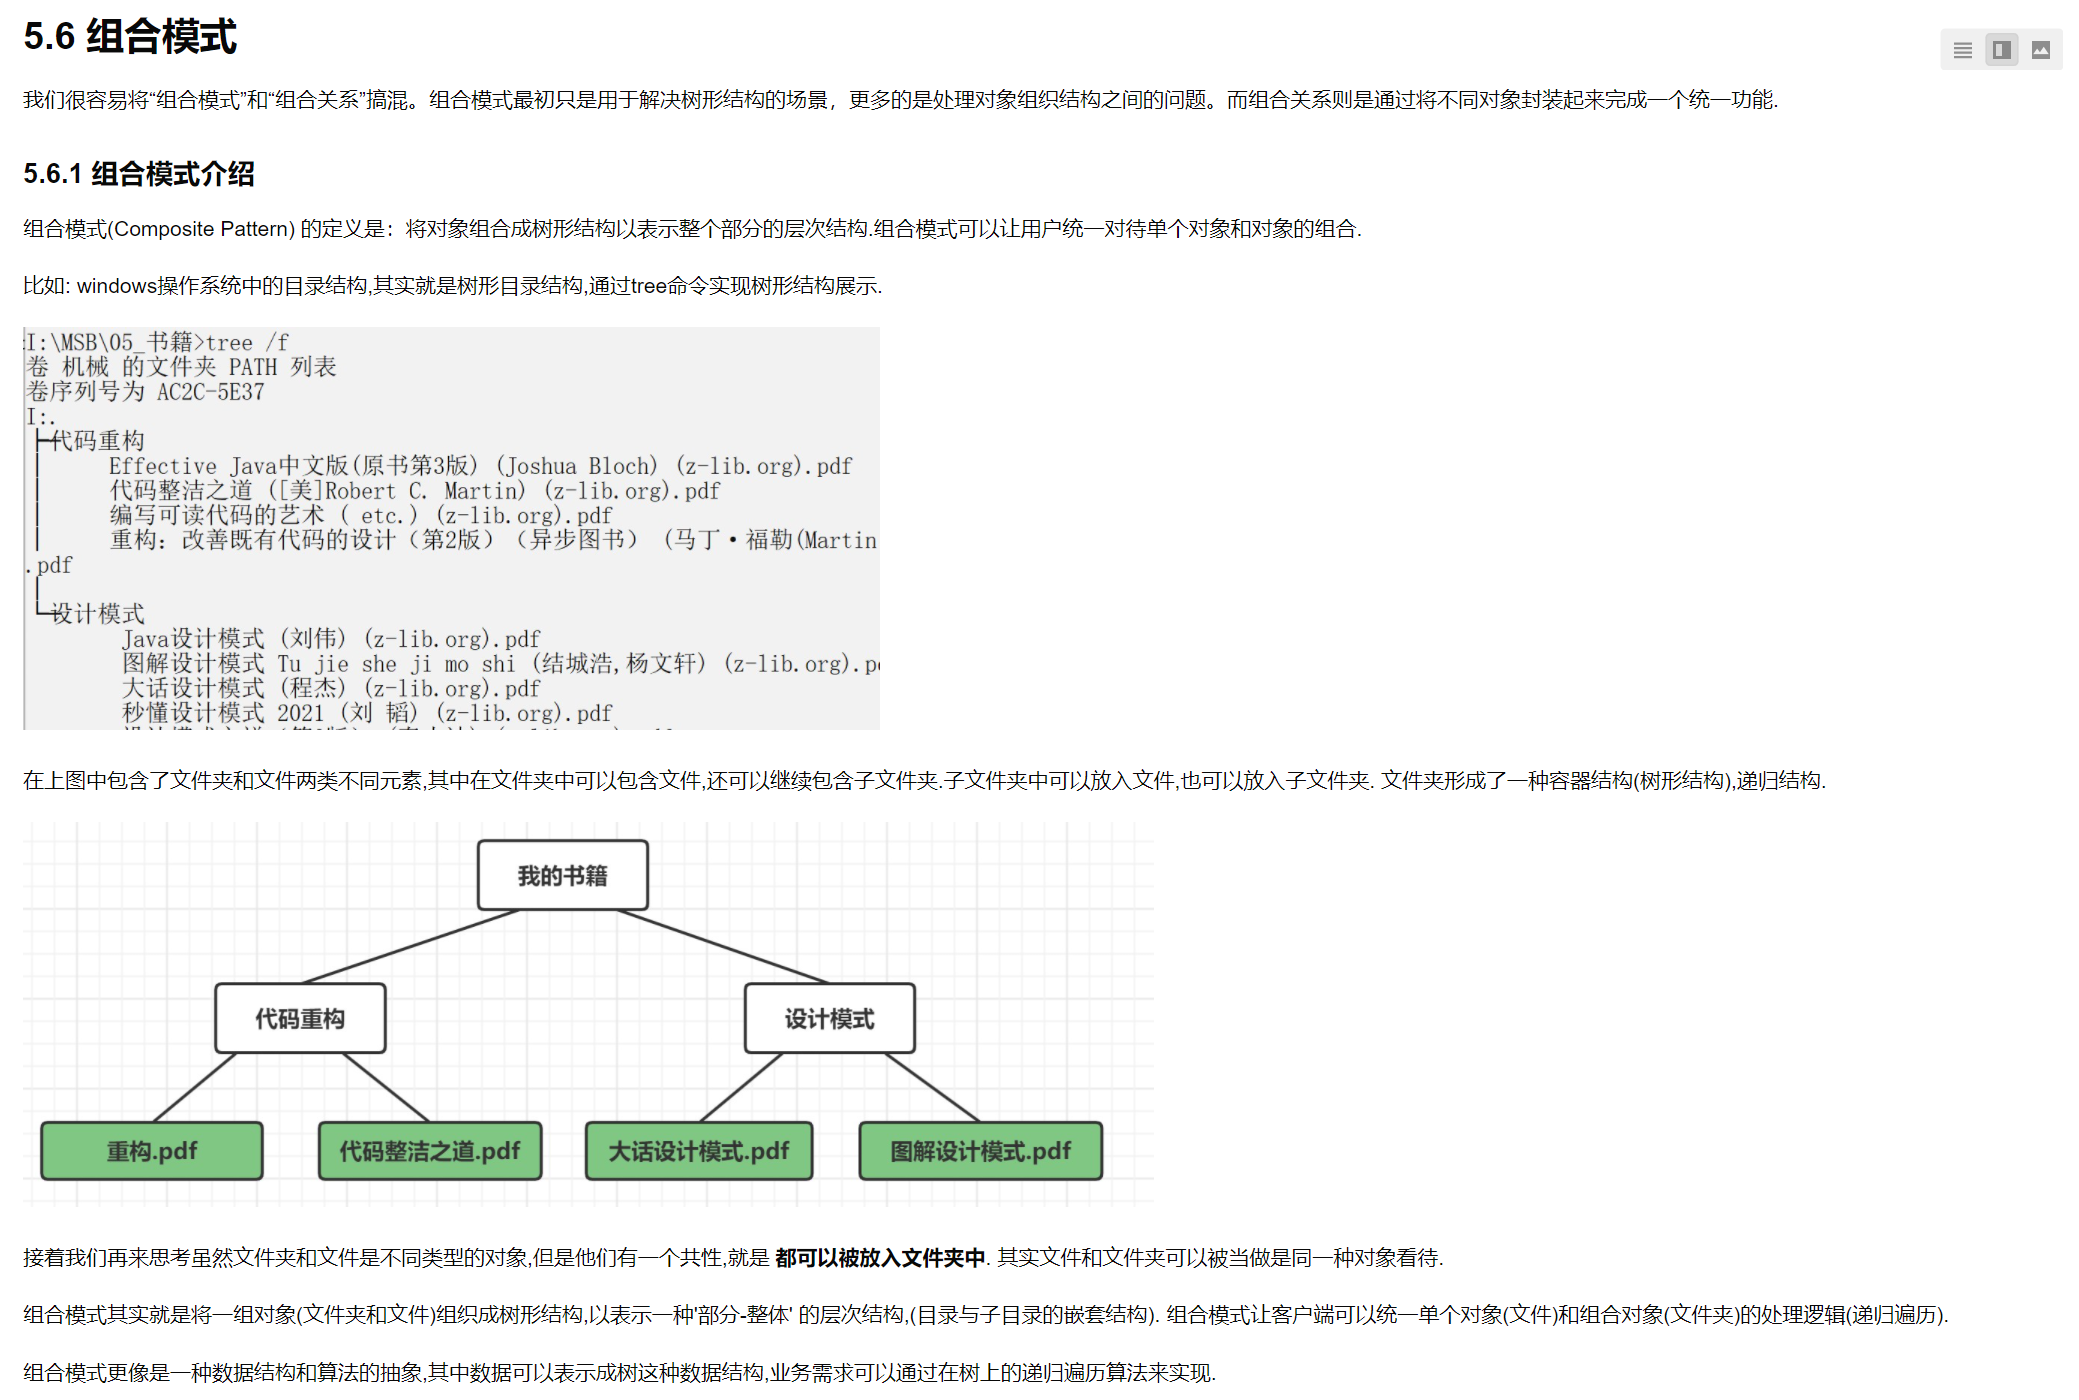 5.6 组合模式
我们很容易将“组合模式”和“组合关系”搞混。组合模式最初只是用于解决树形结构的场景，更多的是处理对象组织结构之间的问题。而组合关系则是通过将不同对象封装起来完成一个统一功能.
5.6.1 组合模式介绍
组合模式(Composite Pattern) 的定义是：将对象组合成树形结构以表示整个部分的层次结构.组合模式可以让用户统一对待单个对象和对象的组合.
比如: windows操作系统中的目录结构,其实就是树形目录结构,通过tree命令实现树形结构展示.
I:\MSB\05_书籍>tree /f
卷 机械 的文件夹 PATH 列表
卷序列号为 AC2C-5E37
I:.
├─代码重构
│      Effective Java中文版(原书第3版) (Joshua Bloch) (z-lib.org).pdf
│      代码整洁之道 ([美]Robert C. Martin) (z-lib.org).pdf
│      编写可读代码的艺术 ( etc.) (z-lib.org).pdf
│      重构：改善既有代码的设计（第2版）（异步图书） (马丁·福勒(Martin
.pdf
│
└─设计模式
Java设计模式 (刘伟) (z-lib.org).pdf
图解设计模式 Tu jie she ji mo shi (结城浩,杨文轩) (z-lib.org).p
大话设计模式 (程杰) (z-lib.org).pdf
秒懂设计模式 2021 (刘 韬) (z-lib.org).pdf
在上图中包含了文件夹和文件两类不同元素,其中在文件夹中可以包含文件,还可以继续包含子文件夹.子文件夹中可以放入文件,也可以放入子文件夹. 文件夹形成了一种容器结构(树形结构),递归结构.
我的书籍
代码重构
设计模式
重构.pdf
代码整洁之道.pdf
大话设计模式.pdf
图解设计模式.pdf
接着我们再来思考虽然文件夹和文件是不同类型的对象,但是他们有一个共性,就是 都可以被放入文件夹中. 其实文件和文件夹可以被当做是同一种对象看待.
组合模式其实就是将一组对象(文件夹和文件)组织成树形结构,以表示一种'部分-整体' 的层次结构,(目录与子目录的嵌套结构). 组合模式让客户端可以统一单个对象(文件)和组合对象(文件夹)的处理逻辑(递归遍历).
组合模式更像是一种数据结构和算法的抽象,其中数据可以表示成树这种数据结构,业务需求可以通过在树上的递归遍历算法来实现.